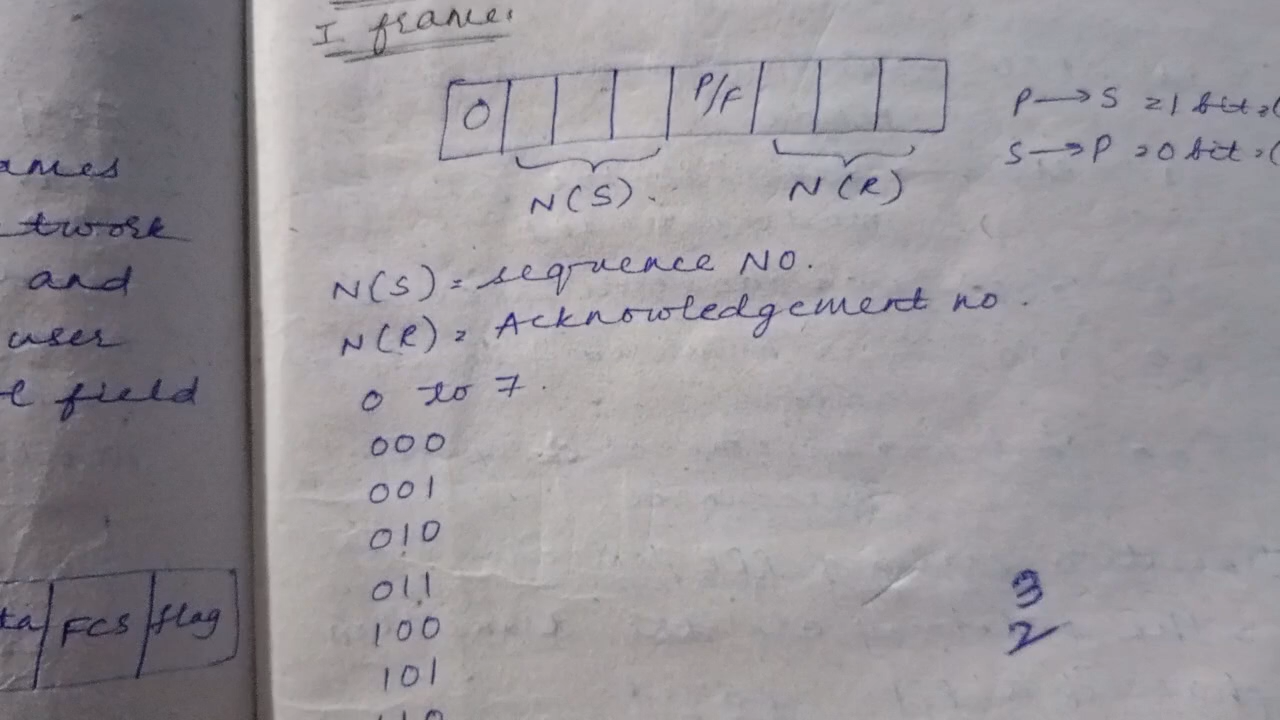 I frame.
0 P/F
P → S = 1 bit = (
S → P = 0 bit = (
N(S). N(R)
N(S) = sequence NO.
N(R) = Acknowledgement no.
0 to 7.
000
001
010
011
100
101
110
3
2
ames
twork
and
user
l field
ta FCS flag